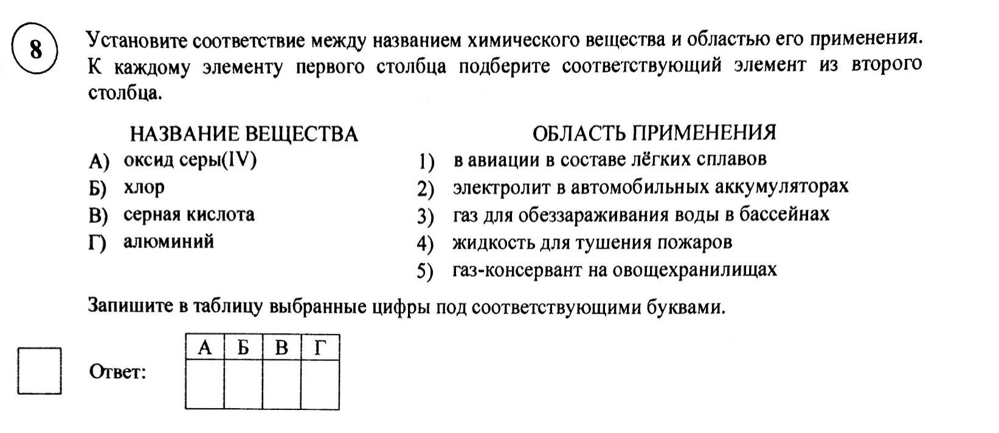 8
Установите соответствие между названием химического вещества и областью его применения.
К каждому элементу первого столбца подберите соответствующий элемент из второго
столбца.
НАЗВАНИЕ ВЕЩЕСТВА
А) оксид серы(IV)
Б) хлор
В) серная кислота
Г) алюминий
ОБЛАСТЬ ПРИМЕНЕНИЯ
1) в авиации в составе лёгких сплавов
2) электролит в автомобильных аккумуляторах
3) газ для обеззараживания воды в бассейнах
4) жидкость для тушения пожаров
5) газ-консервант на овощехранилищах
Запишите в таблицу выбранные цифры под соответствующими буквами.
Ответ:
А Б В Г